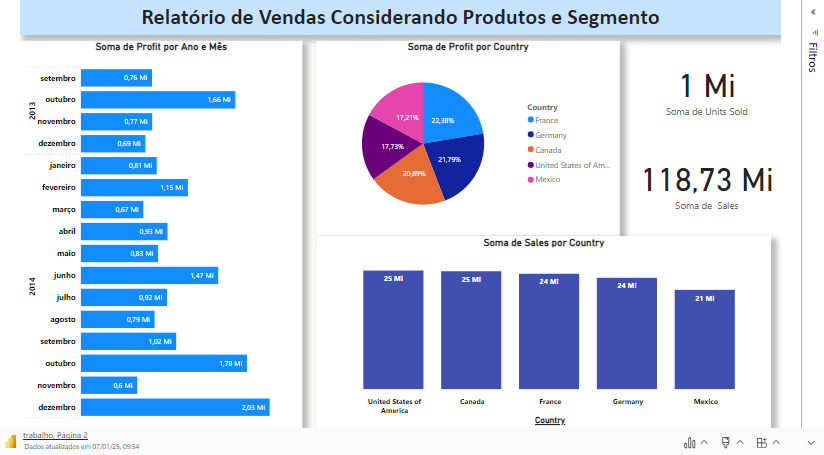 Relatório de Vendas Considerando Produtos e Segmento
Soma de Profit por Ano e Mês
2013
setembro 0,76 Mi
outubro 1,66 Mi
novembro 0,77 Mi
dezembro 0,69 Mi
2014
janeiro 0,81 Mi
fevereiro 1,15 Mi
março 0,67 Mi
abril 0,93 Mi
maio 0,83 Mi
junho 1,47 Mi
julho 0,92 Mi
agosto 0,79 Mi
setembro 1,02 Mi
outubro 1,78 Mi
novembro 0,6 Mi
dezembro 2,03 Mi
Soma de Profit por Country
22,38%
21,79%
20,89%
17,73%
17,21%
Country
France
Germany
Canada
United States of Am...
Mexico
1 Mi
Soma de Units Sold
118,73 Mi
Soma de Sales
Soma de Sales por Country
25 Mi
25 Mi
24 Mi
24 Mi
21 Mi
United States of
America
Canada
France
Germany
Mexico
Country
Filtros
trabalho, Página 2
Dados atualizados em 07/01/25, 09:54